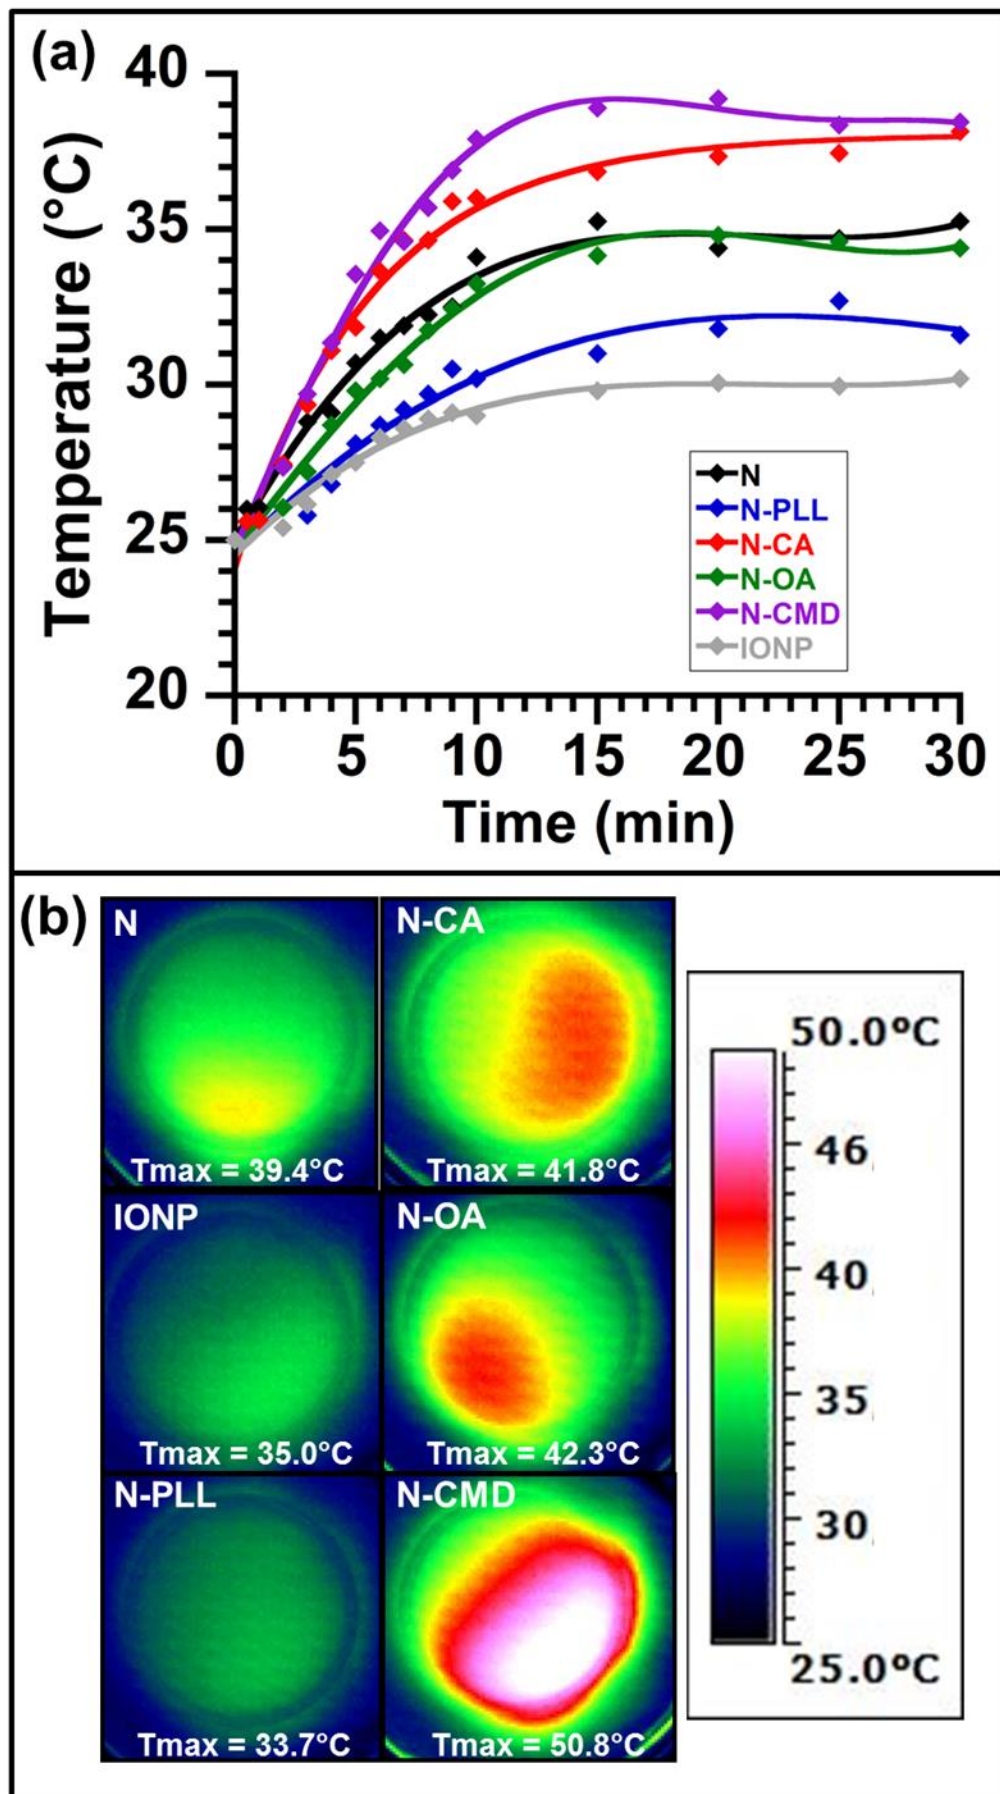 (a)
Temperature (°C)
40
35
30
25
20
0 5 10 15 20 25 30
Time (min)
N
N-PLL
N-CA
N-OA
N-CMD
IONP
(b)
N
Tmax = 39.4°C
N-CA
Tmax = 41.8°C
IONP
Tmax = 35.0°C
N-OA
Tmax = 42.3°C
N-PLL
Tmax = 33.7°C
N-CMD
Tmax = 50.8°C
50.0°C
46
40
35
30
25.0°C